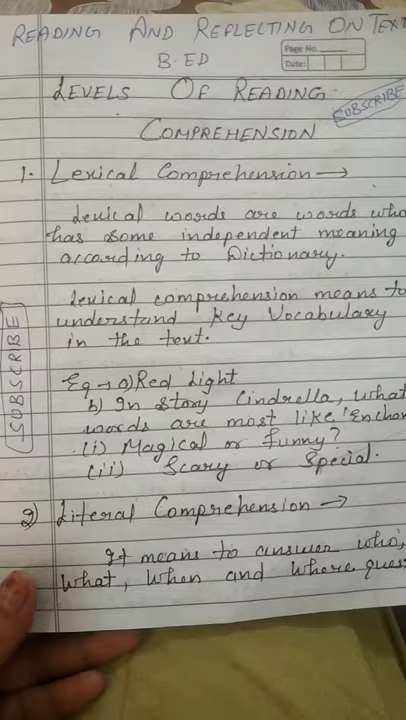 READING AND REFLECTING ON TEXT
B.ED
Page No.
Date:
LEVELS OF READING
SUBSCRIBE
COMPREHENSION
1. Lexical Comprehension →
Lexical words are words who
has some independent meaning
according to Dictionary.
Lexical comprehension means to
understand key Vocabulary
in the text.
SUBSCRIBE
Eg → a) Red Light
b) In story Cindrella, what
words are most like 'Enchan
(i) Magical or funny?
(ii) Scary or Special.
2) Literal Comprehension →
It means to answer who,
What, When and Where ques